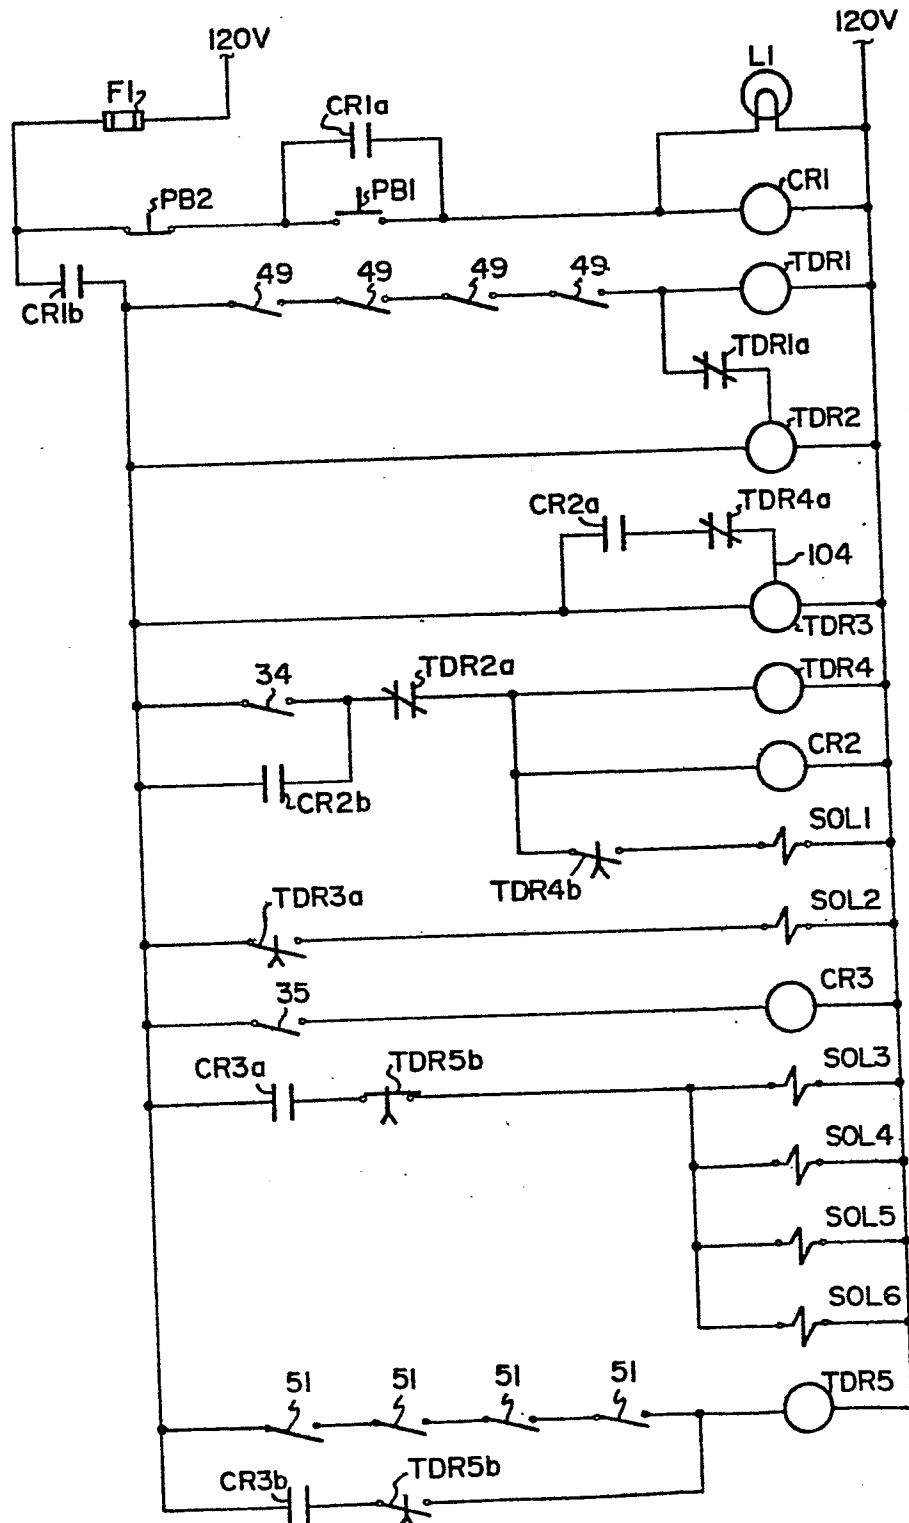 120V
120V
L1
F1
CR1a
PB2
PB1
CR1
49
49
49
49
TDR1
CR1b
TDR1a
TDR2
CR2a
TDR4a
104
TDR3
34
TDR2a
TDR4
CR2
CR2b
SOL1
TDR4b
TDR3a
SOL2
35
CR3
CR3a
TDR5b
SOL3
SOL4
SOL5
SOL6
51
51
51
51
TDR5
CR3b
TDR5b